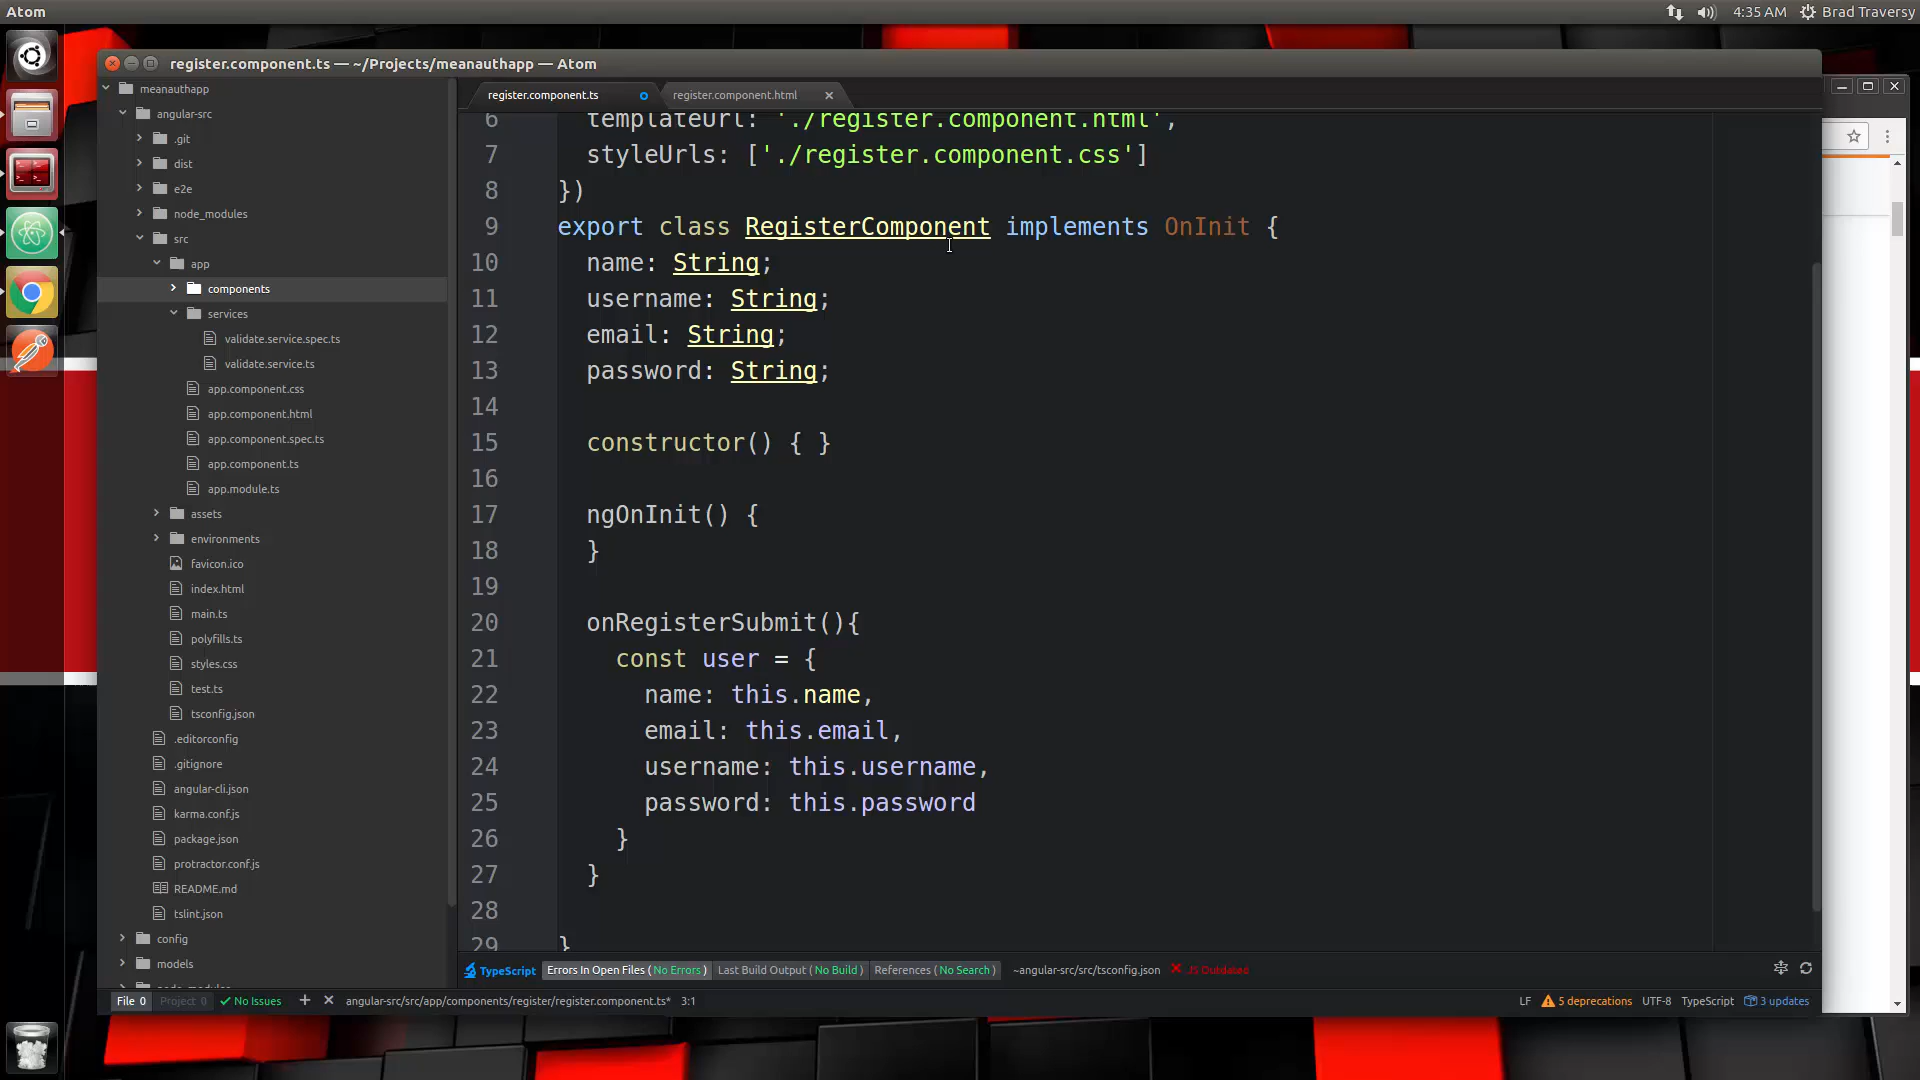 Atom
4:35 AM
Brad Traversy
register.component.ts — ~/Projects/meanauthapp — Atom
meanauthapp
angular-src
.git
dist
e2e
node_modules
src
app
components
services
validate.service.spec.ts
validate.service.ts
app.component.css
app.component.html
app.component.spec.ts
app.component.ts
app.module.ts
assets
environments
favicon.ico
index.html
main.ts
polyfills.ts
styles.css
test.ts
tsconfig.json
.editorconfig
.gitignore
angular-cli.json
karma.conf.js
package.json
protractor.conf.js
README.md
tslint.json
config
models
node_modules
register.component.ts
register.component.html
6 templateUrl: './register.component.html',
7 styleUrls: ['./register.component.css']
8 })
9 export class RegisterComponent implements OnInit {
10 name: String;
11 username: String;
12 email: String;
13 password: String;
14
15 constructor() { }
16
17 ngOnInit() {
18 }
19
20 onRegisterSubmit(){
21 const user = {
22 name: this.name,
23 email: this.email,
24 username: this.username,
25 password: this.password
26 }
27 }
28
29 }
TypeScript Errors In Open Files ( No Errors ) Last Build Output ( No Build ) References ( No Search ) ~angular-src/src/tsconfig.json JS Outdated
File 0 Project 0 No Issues angular-src/src/app/components/register/register.component.ts* 3:1 LF 5 deprecations UTF-8 TypeScript 3 updates